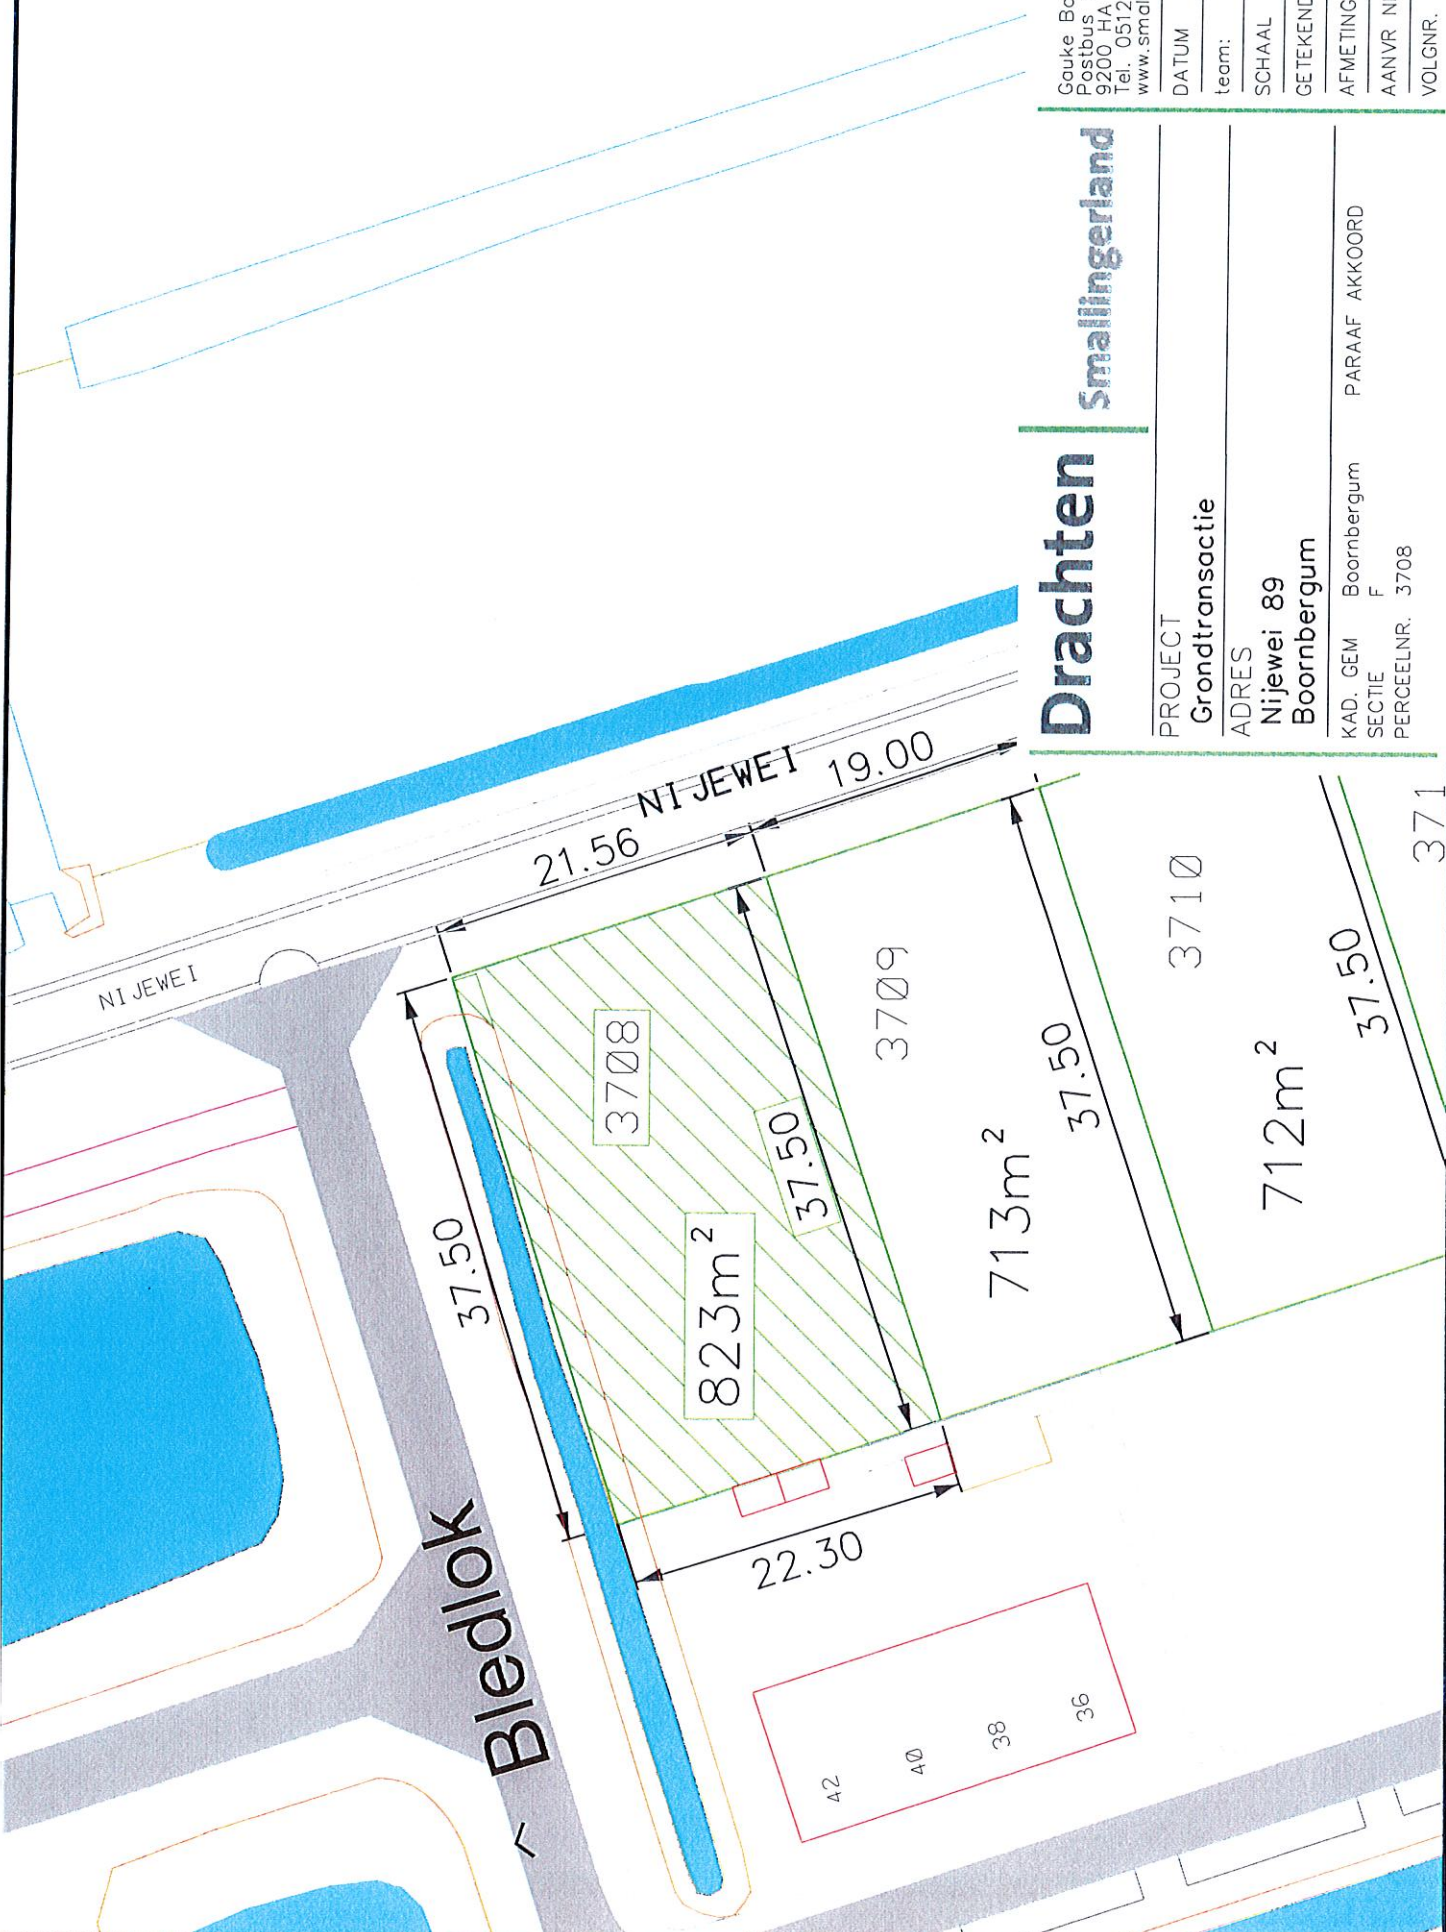 NIJEWEI
NIJEWEI
21.56
19.00
37.50
3708
823m²
37.50
22.30
3709
713m²
37.50
3710
712m²
37.50
371
^ Bledlok
42
40
38
36
Drachten Smallingerland
PROJECT
Grondtransactie
ADRES
Nijewei 89
Boornbergum
KAD. GEM Boornbergum PARAAF AKKOORD
SECTIE F
PERCEELNR. 3708
Gauke Bo
Postbus
9200 HA
Tel. 0512
www.smal
DATUM
team:
SCHAAL
GETEKEND
AFMETING
AANVR N
VOLGNR.